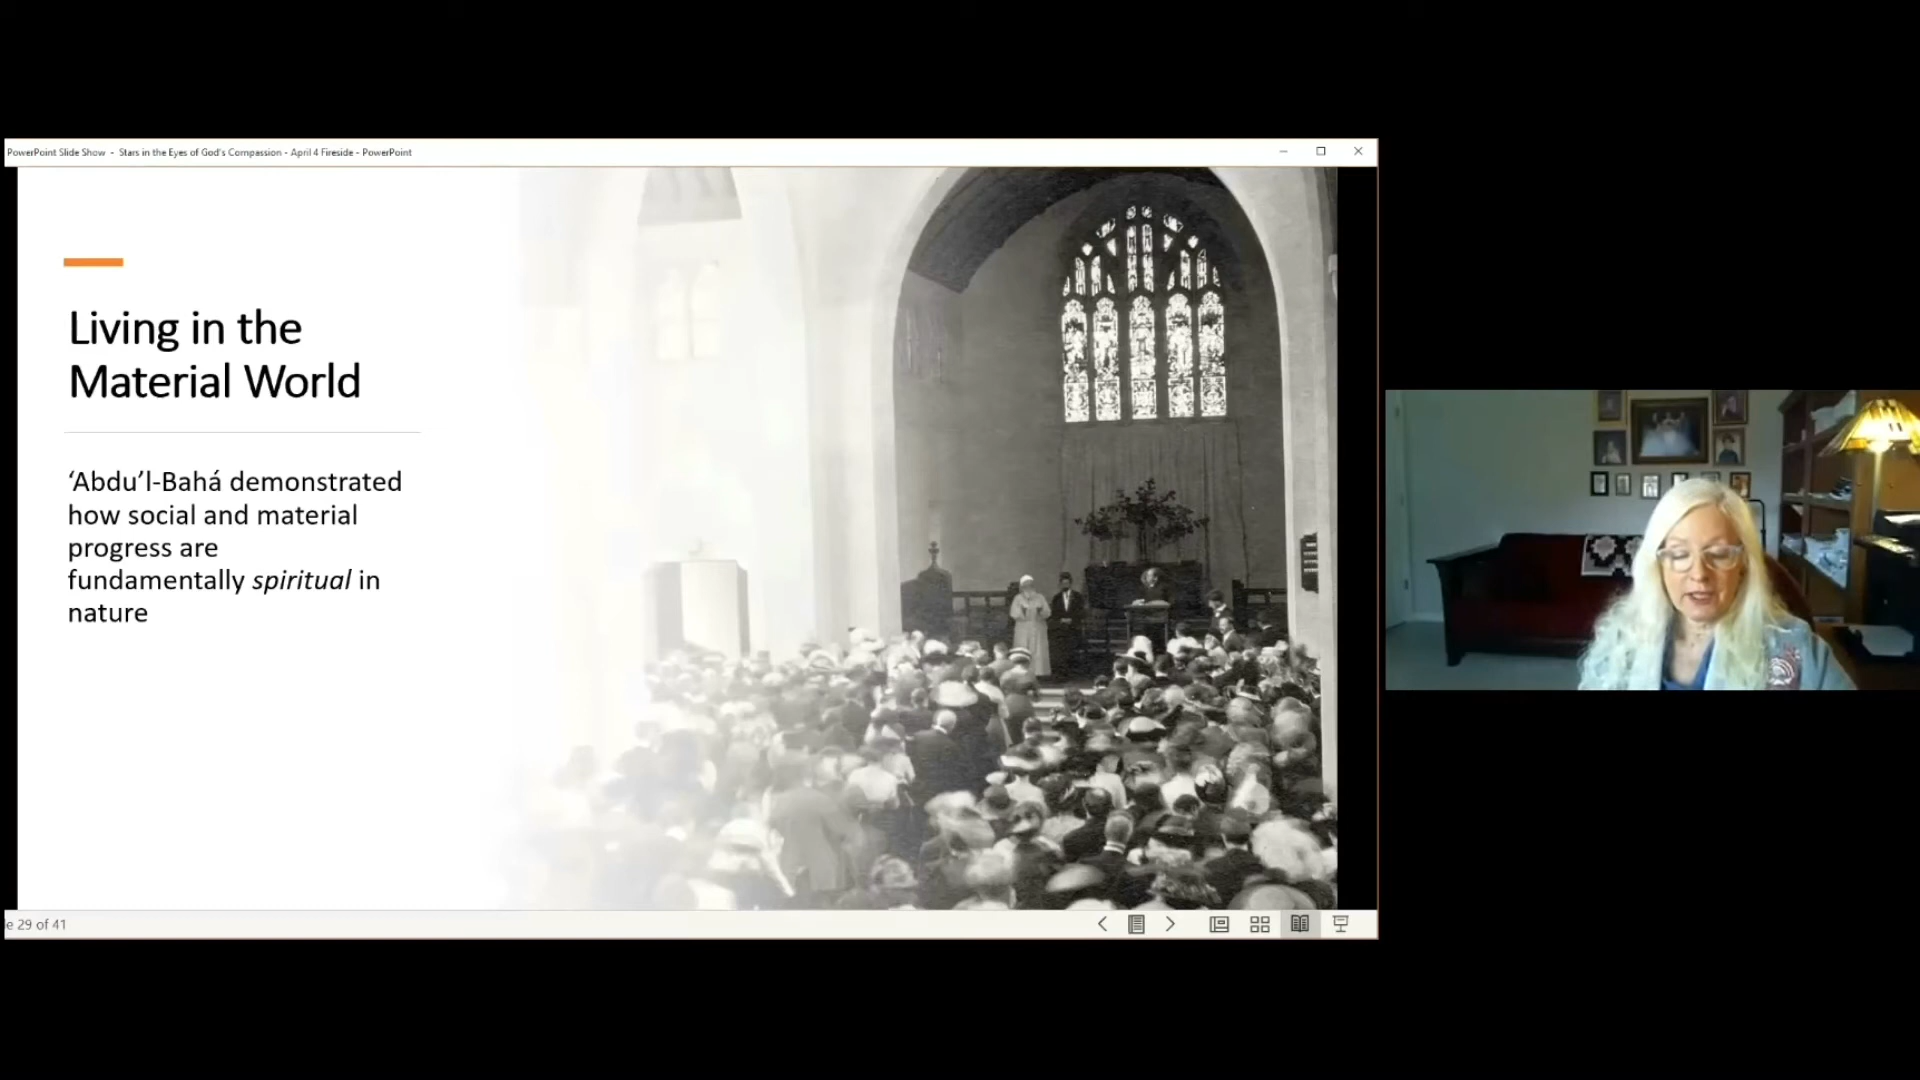 PowerPoint Slide Show - Stars in the Eyes of God's Compassion - April 4 Fireside - PowerPoint
Living in the
Material World
‘Abdu’l-Bahá demonstrated
how social and material
progress are
fundamentally spiritual in
nature
e 29 of 41